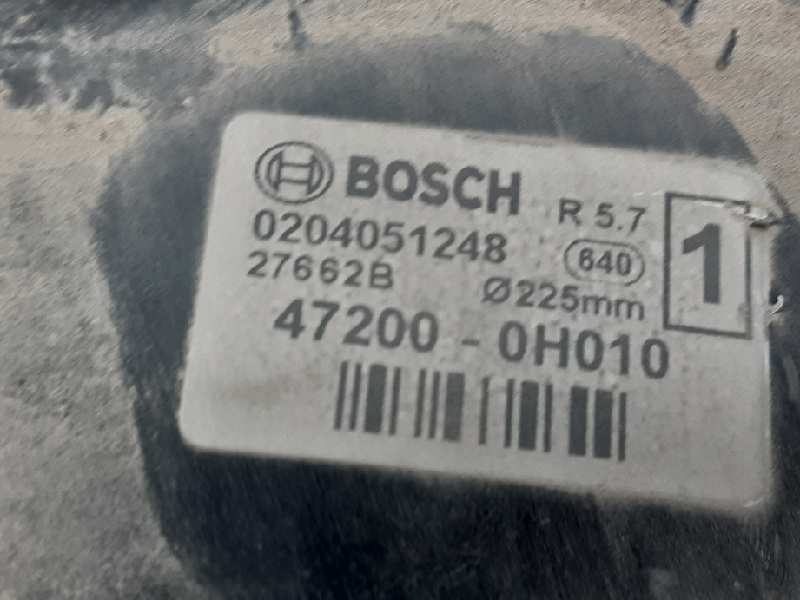 BOSCH R 5.7 1
0204051248 640
27662B Ø225mm
47200 - 0H010